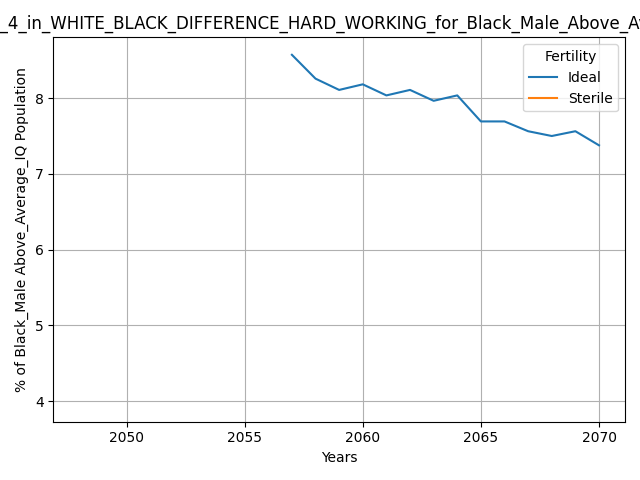 _4_in_WHITE_BLACK_DIFFERENCE_HARD_WORKING_for_Black_Male_Above_A
Fertility
Ideal
Sterile
% of Black_Male Above_Average_IQ Population
8
7
6
5
4
2050 2055 2060 2065 2070
Years